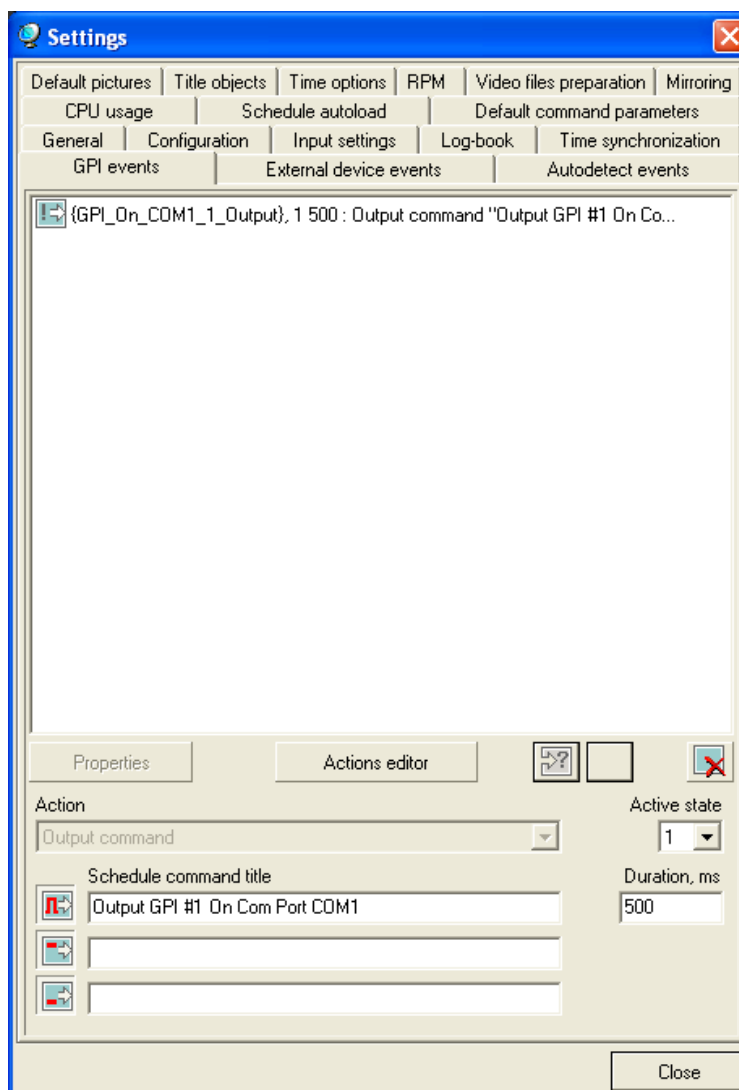 Settings
Default pictures Title objects Time options RPM Video files preparation Mirroring
CPU usage Schedule autoload Default command parameters
General Configuration Input settings Log-book Time synchronization
GPI events External device events Autodetect events
{GPI_On_COM1_1_Output}, 1 500 : Output command "Output GPI #1 On Co...
Properties Actions editor
Action Active state
Output command 1
Schedule command title Duration, ms
Output GPI #1 On Com Port COM1 500
Close